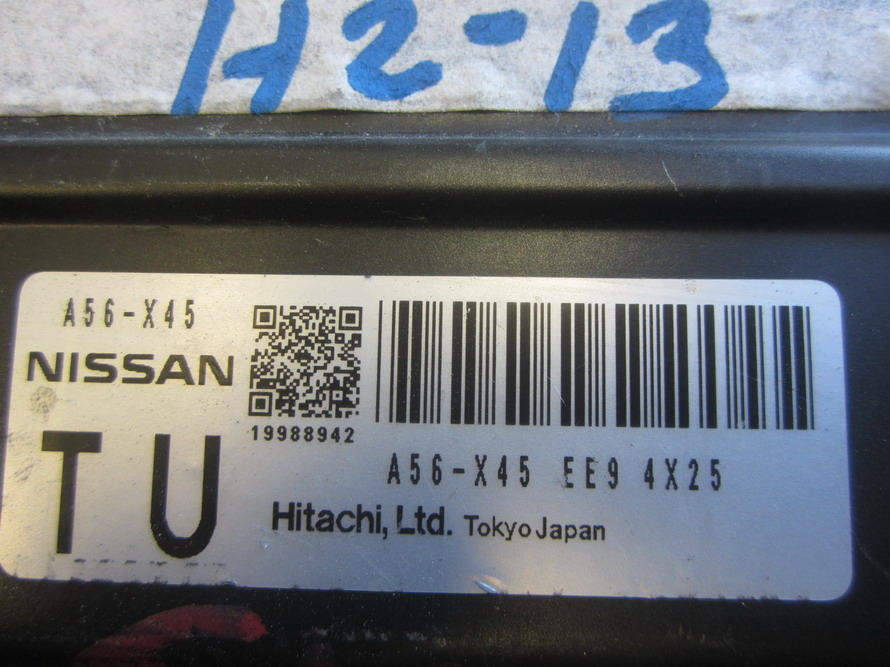 H2-13
A56-X45
NISSAN
19988942
TU
A56-X45 EE9 4X25
Hitachi, Ltd. Tokyo Japan